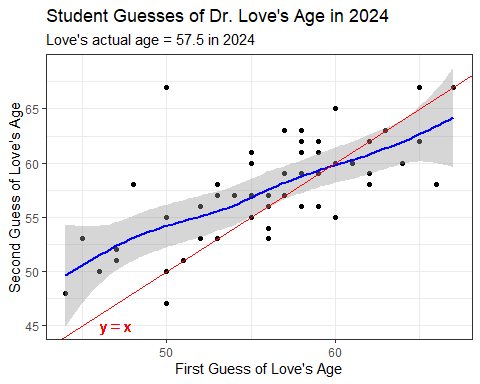 Student Guesses of Dr. Love's Age in 2024
Love's actual age = 57.5 in 2024
Second Guess of Love's Age
65
60
55
50
45
y = x
50
60
First Guess of Love's Age